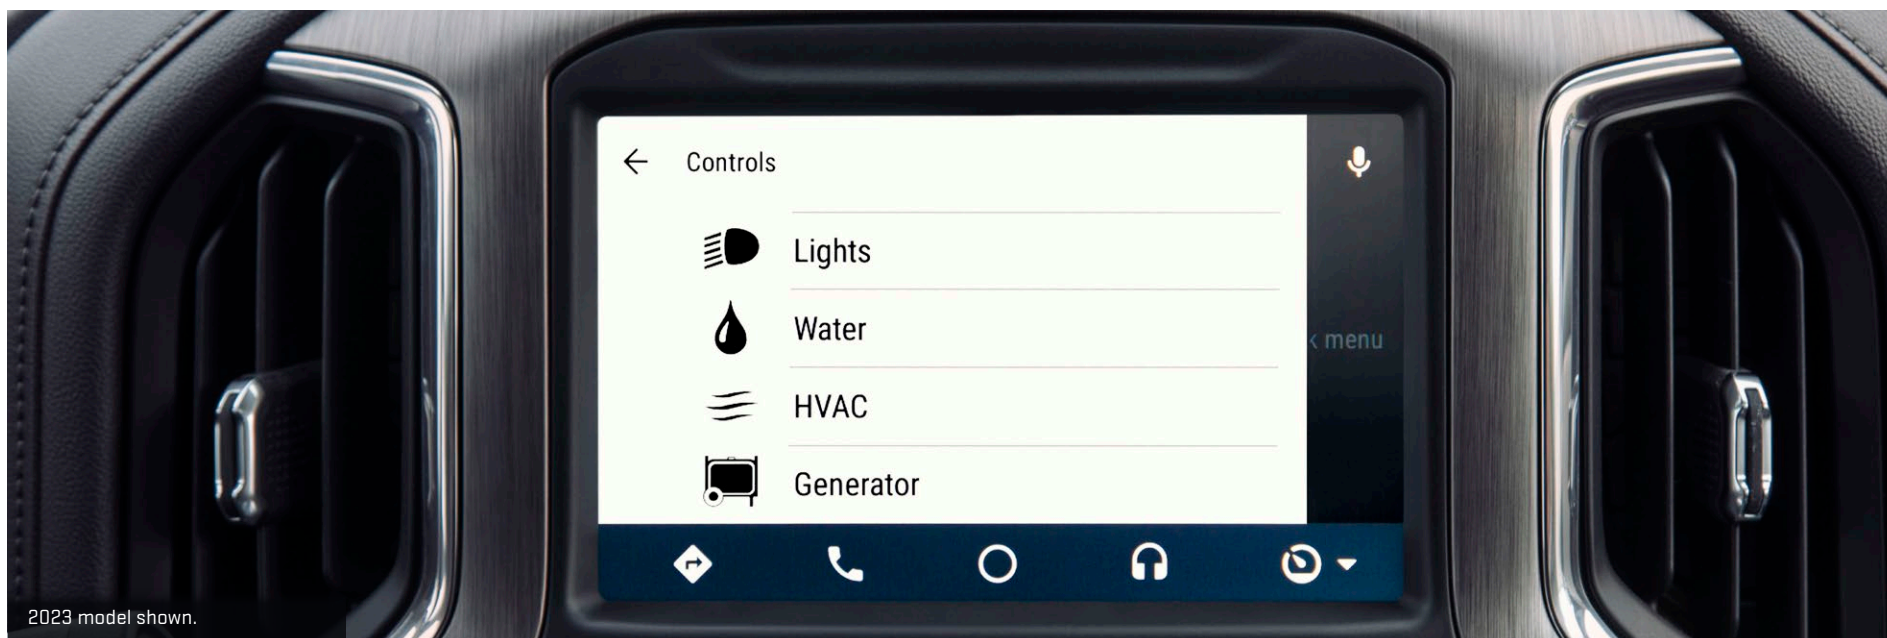 Controls
Lights
Water
k menu
HVAC
Generator
2023 model shown.